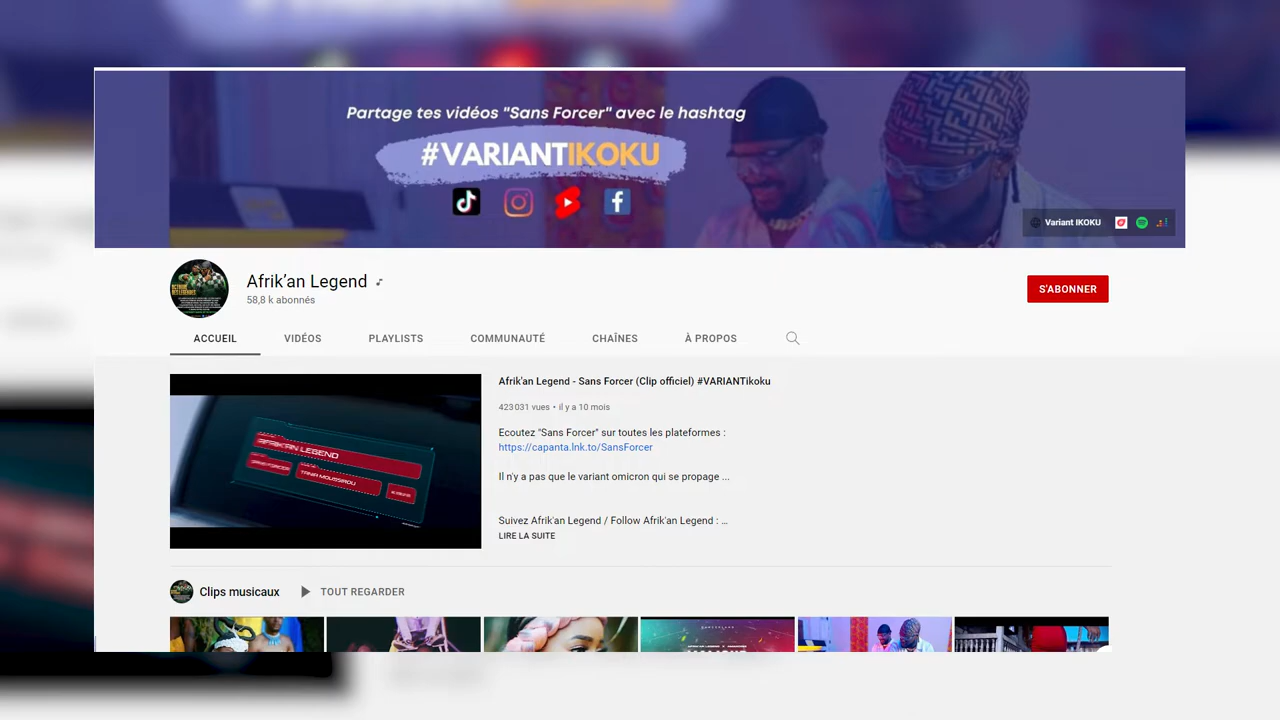 Partage tes vidéos "Sans Forcer" avec le hashtag
#VARIANTIKOKU
Variant IKOKU
Afrik'an Legend
58,8 k abonnés
S'ABONNER
ACCUEIL VIDÉOS PLAYLISTS COMMUNAUTÉ CHAÎNES À PROPOS
Afrik'an Legend - Sans Forcer (Clip officiel) #VARIANTikoku
423 031 vues • il y a 10 mois
Ecoutez "Sans Forcer" sur toutes les plateformes :
https://capanta.lnk.to/SansForcer
Il n'y a pas que le variant omicron qui se propage ...
Suivez Afrik'an Legend / Follow Afrik'an Legend : ...
LIRE LA SUITE
AFRIK'AN LEGEND
TANIA MOUSSIROU
Clips musicaux TOUT REGARDER